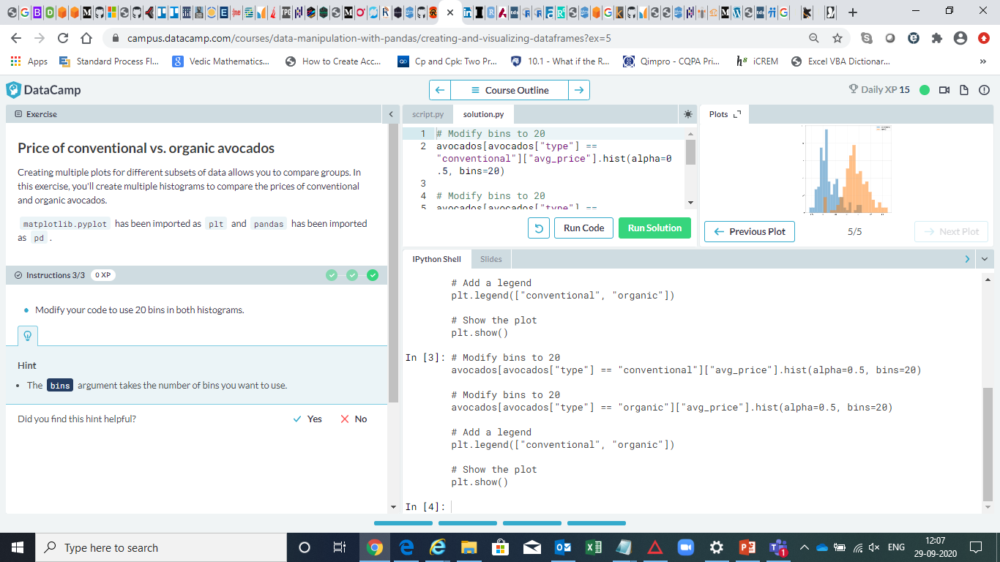 campus.datacamp.com/courses/data-manipulation-with-pandas/creating-and-visualizing-dataframes?ex=5
Apps
Standard Process Fl...
Vedic Mathematics...
How to Create Acc...
Cp and Cpk: Two Pr...
10.1 - What if the R...
Qimpro - CQPA Pri...
iCREM
Excel VBA Dictionar...
»
DataCamp
Course Outline
Daily XP 15
Exercise
Price of conventional vs. organic avocados
Creating multiple plots for different subsets of data allows you to compare groups. In
this exercise, you'll create multiple histograms to compare the prices of conventional
and organic avocados.
matplotlib.pyplot has been imported as plt and pandas has been imported
as pd .
Instructions 3/3 0 XP
Modify your code to use 20 bins in both histograms.
Hint
The bins argument takes the number of bins you want to use.
Did you find this hint helpful?
Yes
No
script.py
solution.py
1 # Modify bins to 20
2 avocados[avocados["type"] ==
"conventional"]["avg_price"].hist(alpha=0
.5, bins=20)
3
4 # Modify bins to 20
5 avocados[avocados["type"] ==
Run Code
Run Solution
Plots
Previous Plot
5/5
Next Plot
IPython Shell
Slides
# Add a legend
plt.legend(["conventional", "organic"])
# Show the plot
plt.show()
In [3]: # Modify bins to 20
avocados[avocados["type"] == "conventional"]["avg_price"].hist(alpha=0.5, bins=20)
# Modify bins to 20
avocados[avocados["type"] == "organic"]["avg_price"].hist(alpha=0.5, bins=20)
# Add a legend
plt.legend(["conventional", "organic"])
# Show the plot
plt.show()
In [4]:
Type here to search
ENG
12:07
29-09-2020